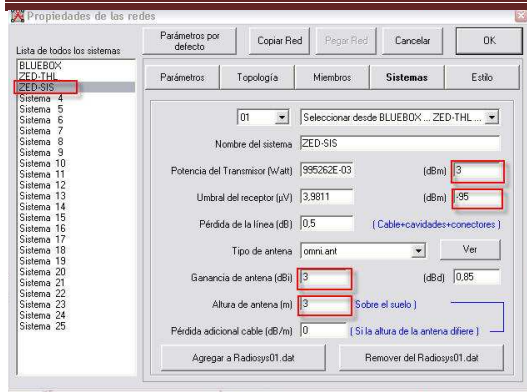 Propiedades de las redes
Parámetros por defecto
Copiar Red
Pegar Red
Cancelar
OK
Lista de todos los sistemas
BLUEBOX
ZED-THL
ZED-SIS
Sistema 4
Sistema 5
Sistema 6
Sistema 7
Sistema 8
Sistema 9
Sistema 10
Sistema 11
Sistema 12
Sistema 13
Sistema 14
Sistema 15
Sistema 16
Sistema 17
Sistema 18
Sistema 19
Sistema 20
Sistema 21
Sistema 22
Sistema 23
Sistema 24
Sistema 25
Parámetros Topología Miembros Sistemas Estilo
01 Seleccionar desde BLUEBOX ... ZED-THL ...
Nombre del sistema ZED-SIS
Potencia del Transmisor (Watt) 995262E-03 (dBm) 3
Umbral del receptor (µV) 3,9811 (dBm) -95
Pérdida de la línea (dB) 0,5 ( Cable+cavidades+conectores )
Tipo de antena omni.ant Ver
Ganancia de antena (dBi) 3 (dBd) 0,85
Altura de antena (m) 3 ( Sobre el suelo )
Pérdida adicional cable (dB/m) 0 ( Si la altura de la antena difiere )
Agregar a Radiosys01.dat Remover del Radiosys01.dat